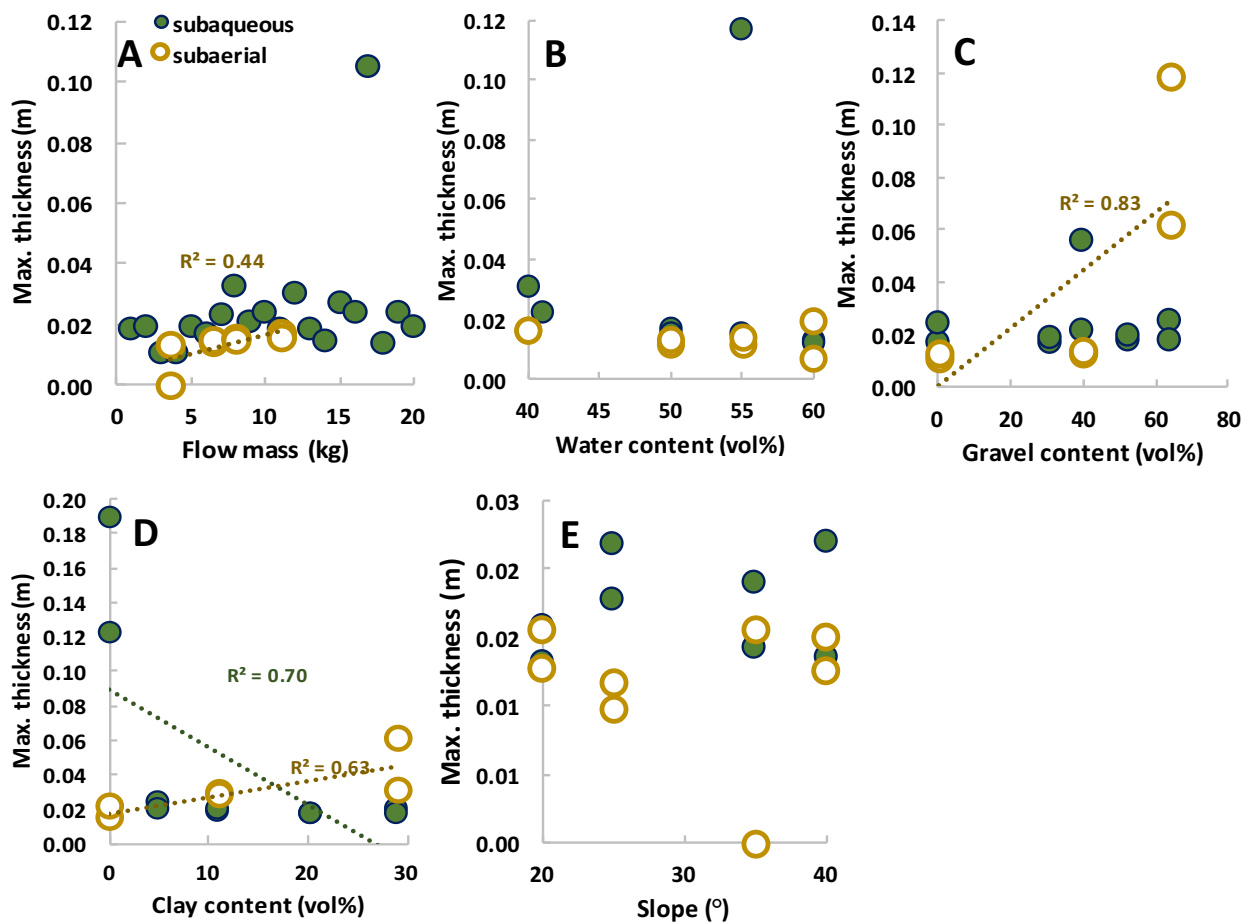 subaqueous
subaerial
A
Max. thickness (m)
0.12
0.10
0.08
0.06
0.04
0.02
0.00
R² = 0.44
0 5 10 15 20
Flow mass (kg)
B
Max. thickness (m)
0.12
0.10
0.08
0.06
0.04
0.02
0.00
40 45 50 55 60
Water content (vol%)
C
Max. thickness (m)
0.14
0.12
0.10
0.08
0.06
0.04
0.02
0.00
R² = 0.83
0 20 40 60 80
Gravel content (vol%)
D
Max. thickness (m)
0.20
0.18
0.16
0.14
0.12
0.10
0.08
0.06
0.04
0.02
0.00
R² = 0.70
R² = 0.63
0 10 20 30
Clay content (vol%)
E
Max. thickness (m)
0.03
0.02
0.02
0.01
0.01
0.00
20 30 40
Slope (°)